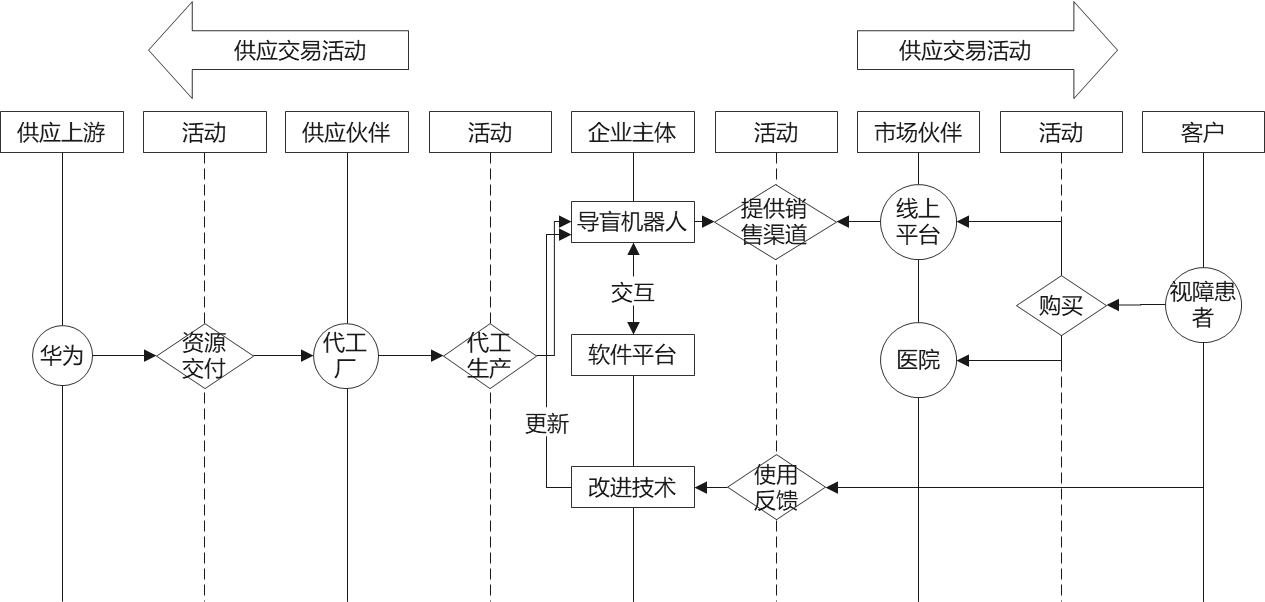 供应交易活动
供应交易活动
供应上游
活动
供应伙伴
活动
企业主体
活动
市场伙伴
活动
客户
导盲机器人
提供销
售渠道
线上
平台
交互
购买
视障患
者
华为
资源
交付
代工
厂
代工
生产
软件平台
医院
更新
改进技术
使用
反馈